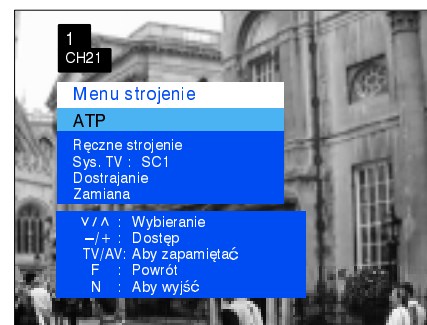 1
CH21
Menu strojenie
ATP
Ręczne strojenie
Sys. TV : SC1
Dostrajanie
Zamiana
∨/∧ : Wybieranie
–/+ : Dostęp
TV/AV: Aby zapamiętać
F : Powrót
N : Aby wyjść